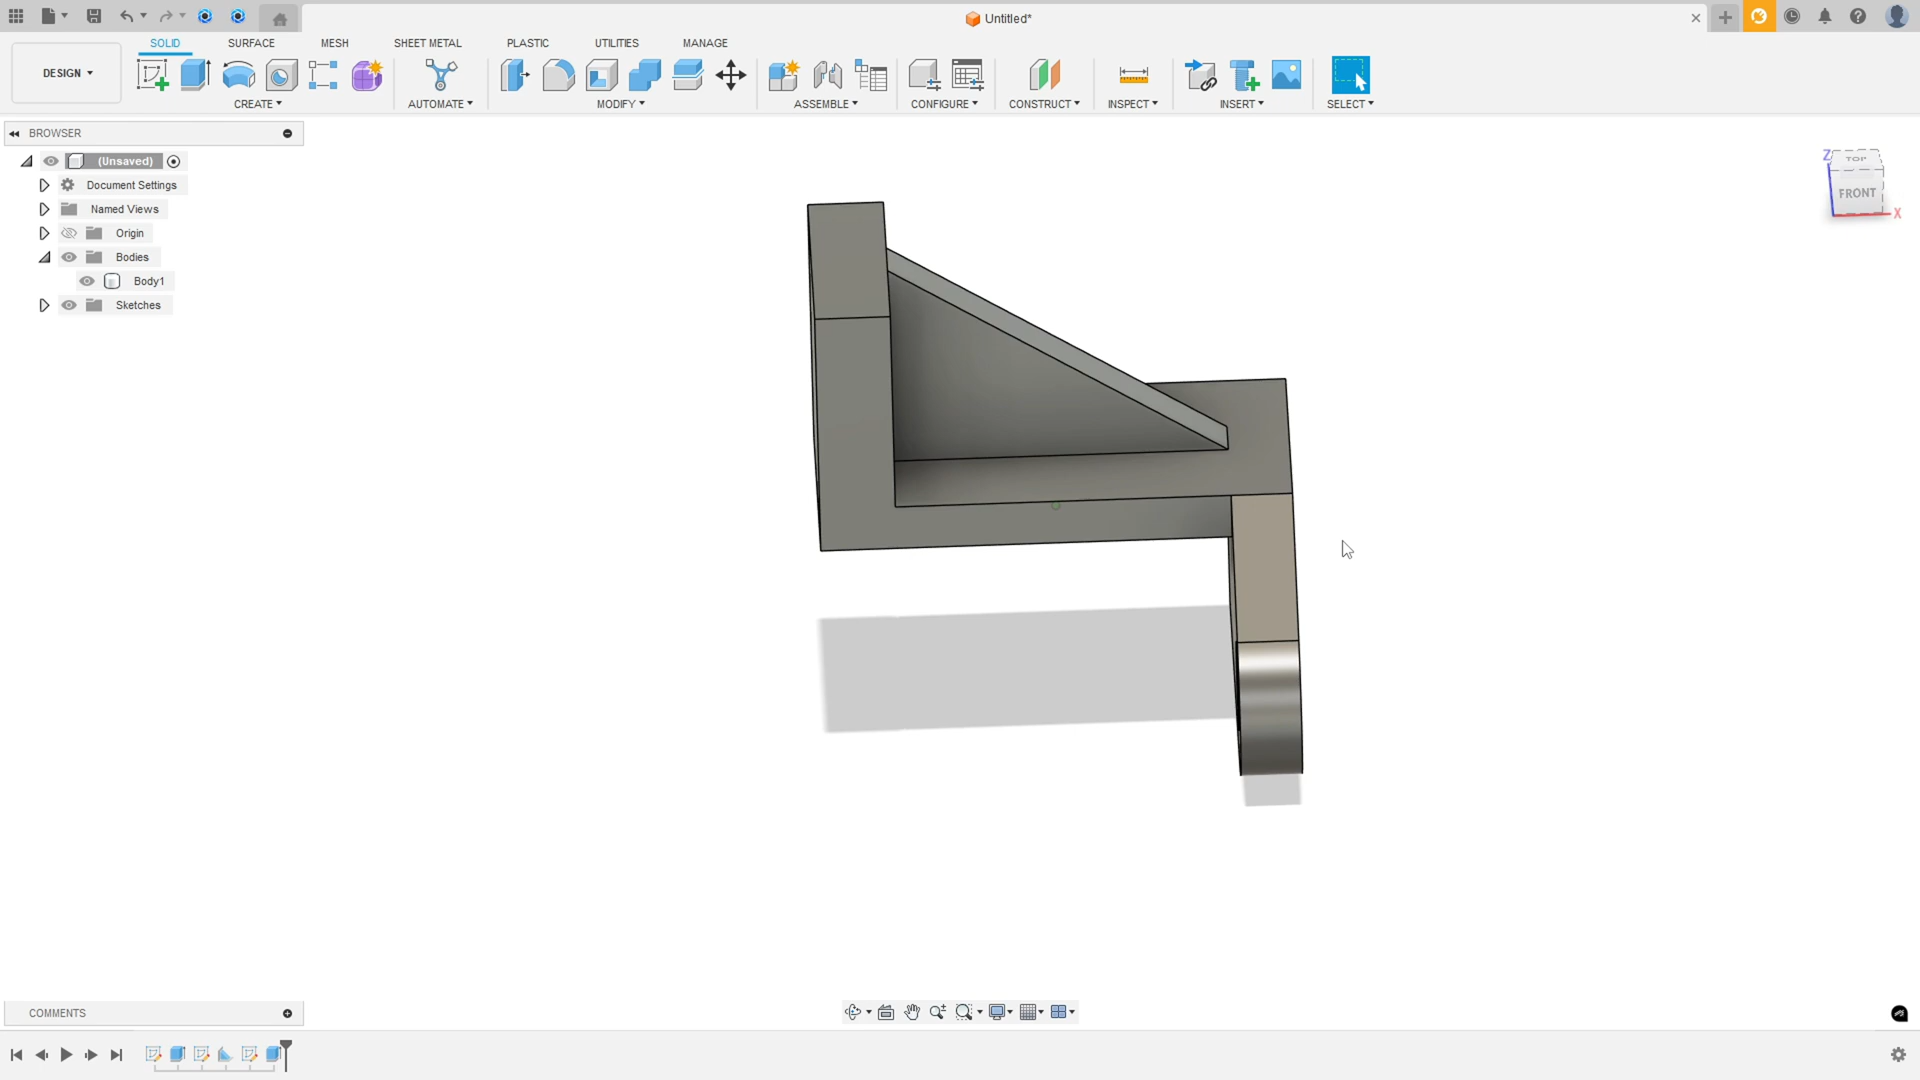 Untitled*
DESIGN
SOLID SURFACE MESH SHEET METAL PLASTIC UTILITIES MANAGE
CREATE AUTOMATE MODIFY ASSEMBLE CONFIGURE CONSTRUCT INSPECT INSERT SELECT
BROWSER
(Unsaved)
Document Settings
Named Views
Origin
Bodies
Body1
Sketches
Z
TOP
FRONT
X
COMMENTS